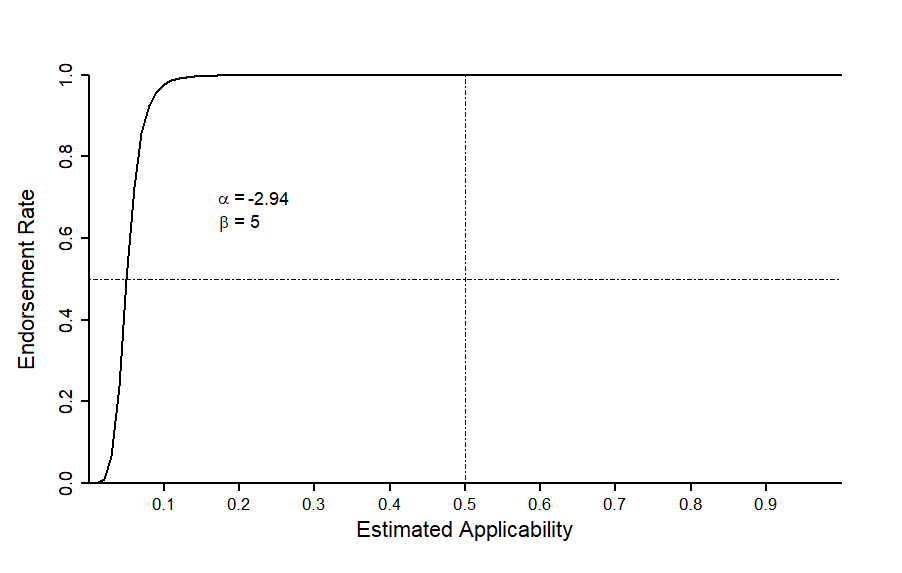 Endorsement Rate
1.0
0.8
0.6
0.4
0.2
0.0
α = -2.94
β = 5
0.1 0.2 0.3 0.4 0.5 0.6 0.7 0.8 0.9
Estimated Applicability